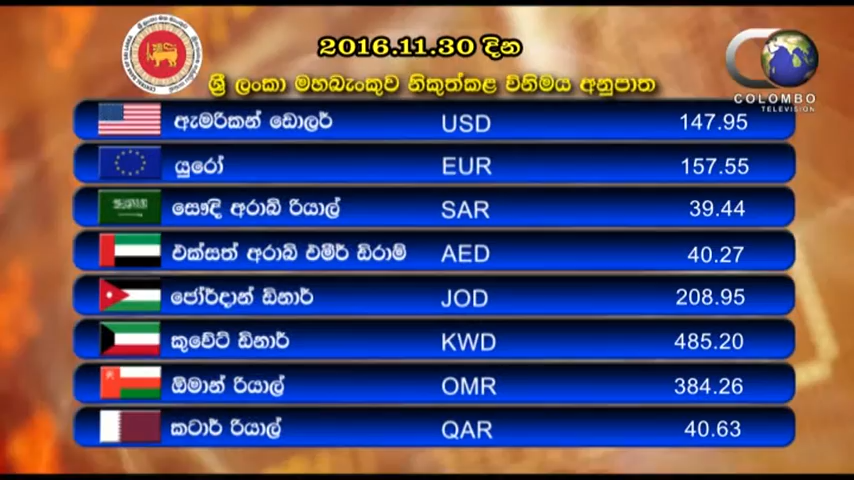 2016.11.30 දින
ශ්‍රී ලංකා මහබැංකුව නිකුත්කළ විනිමය අනුපාත
COLOMBO
TELEVISION
ඇමරිකන් ඩොලර් USD 147.95
යුරෝ EUR 157.55
සෞදි අරාබි රියාල් SAR 39.44
එක්සත් අරාබි එමීර් ඩිරාම් AED 40.27
ජෝර්දාන් ඩිනාර් JOD 208.95
කුවේට් ඩිනාර් KWD 485.20
ඕමාන් රියාල් OMR 384.26
කටාර් රියාල් QAR 40.63